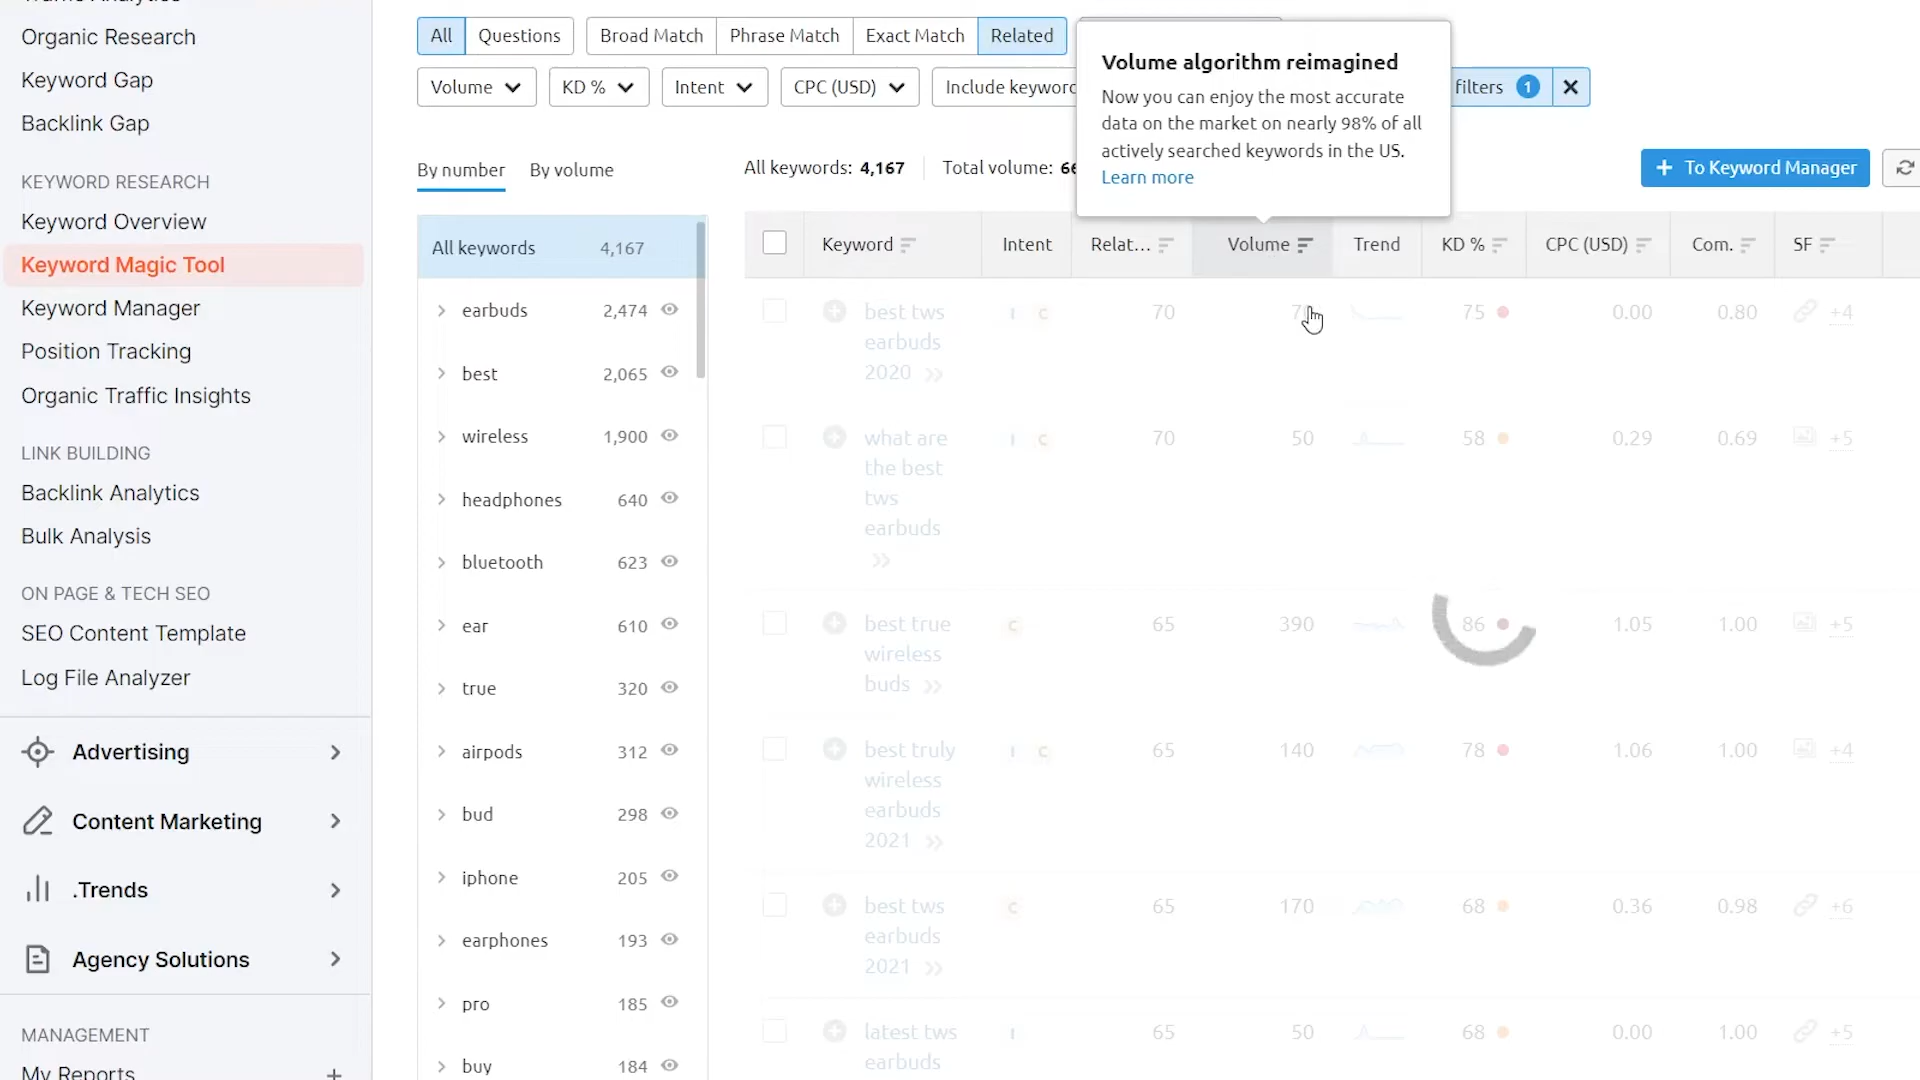 Organic Research
Keyword Gap
Backlink Gap
KEYWORD RESEARCH
Keyword Overview
Keyword Magic Tool
Keyword Manager
Position Tracking
Organic Traffic Insights
LINK BUILDING
Backlink Analytics
Bulk Analysis
ON PAGE & TECH SEO
SEO Content Template
Log File Analyzer
Advertising
Content Marketing
.Trends
Agency Solutions
MANAGEMENT
My Reports +
All Questions Broad Match Phrase Match Exact Match Related
Volume KD % Intent CPC (USD) Include keywor filters 1
Volume algorithm reimagined
Now you can enjoy the most accurate
data on the market on nearly 98% of all
actively searched keywords in the US.
Learn more
By number By volume
All keywords: 4,167 Total volume:
+ To Keyword Manager
All keywords 4,167
earbuds 2,474
best 2,065
wireless 1,900
headphones 640
bluetooth 623
ear 610
true 320
airpods 312
bud 298
iphone 205
earphones 193
pro 185
buy 184
Keyword Intent Relat... Volume Trend KD % CPC (USD) Com. SF
best tws I C 70 75 0.00 0.80 +4
earbuds
2020
what are I C 70 50 58 0.29 0.69 +5
the best
tws
earbuds
best true C 65 390 86 1.05 1.00 +5
wireless
buds
best truly I C 65 140 78 1.06 1.00 +4
wireless
earbuds
2021
best tws C 65 170 68 0.36 0.98 +6
earbuds
2021
latest tws I 65 50 68 0.00 1.00 +5
earbuds